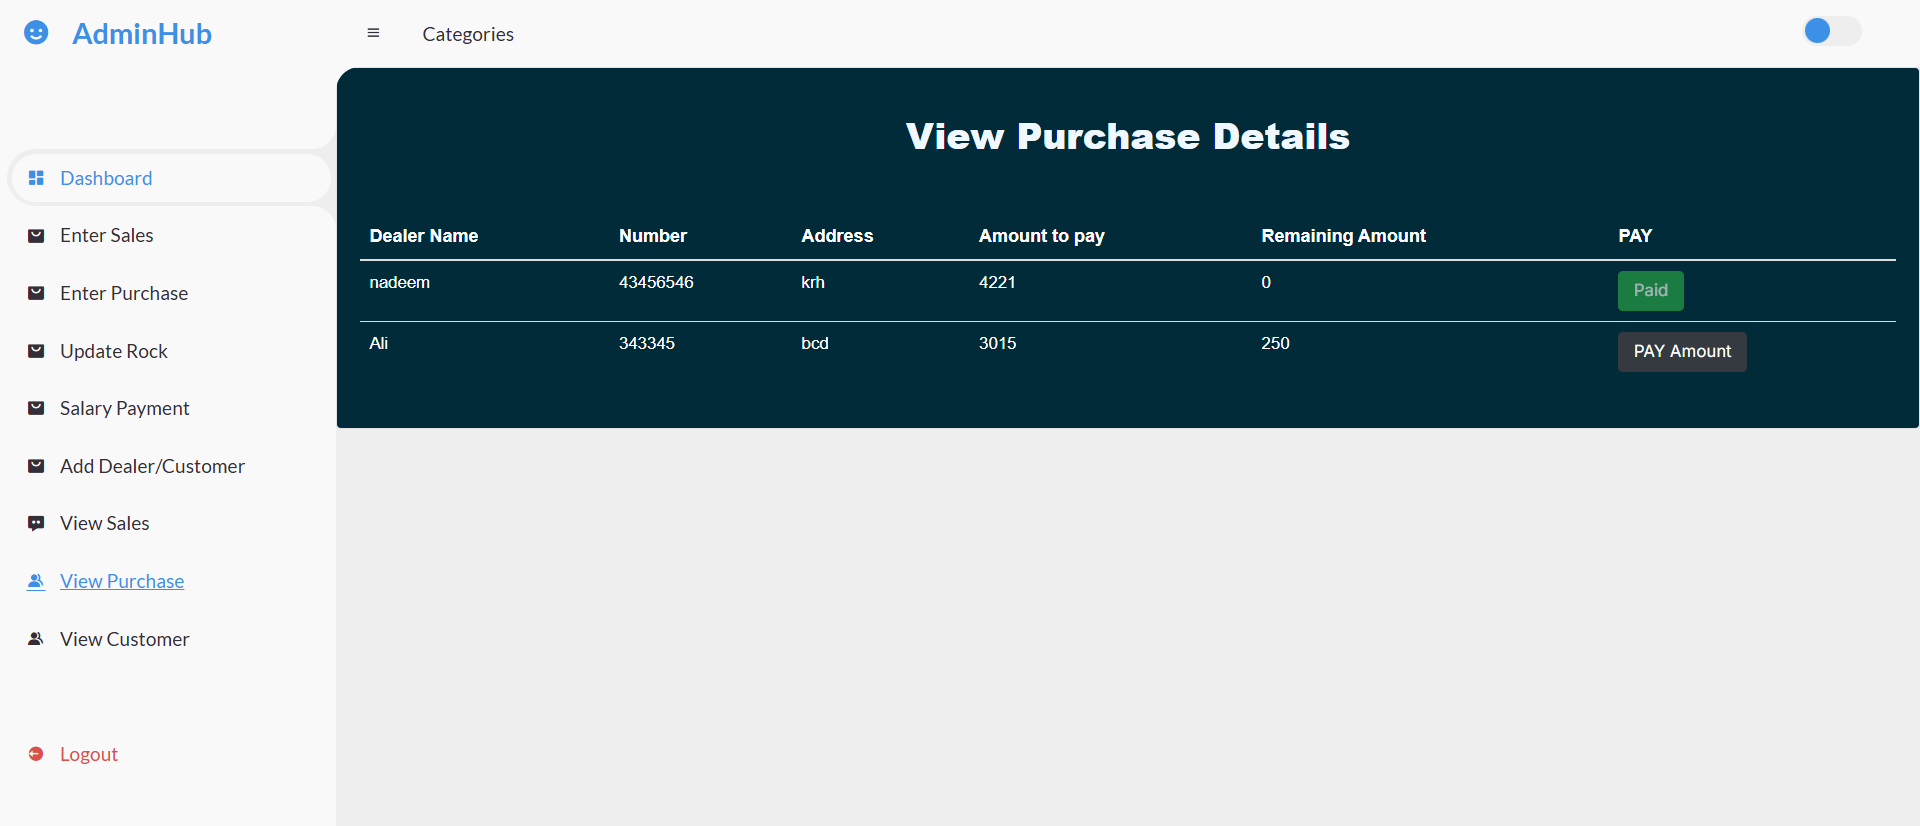 AdminHub
Categories
Dashboard
Enter Sales
Enter Purchase
Update Rock
Salary Payment
Add Dealer/Customer
View Sales
View Purchase
View Customer
Logout
View Purchase Details
Dealer Name Number Address Amount to pay Remaining Amount PAY
nadeem 43456546 krh 4221 0 Paid
Ali 343345 bcd 3015 250 PAY Amount